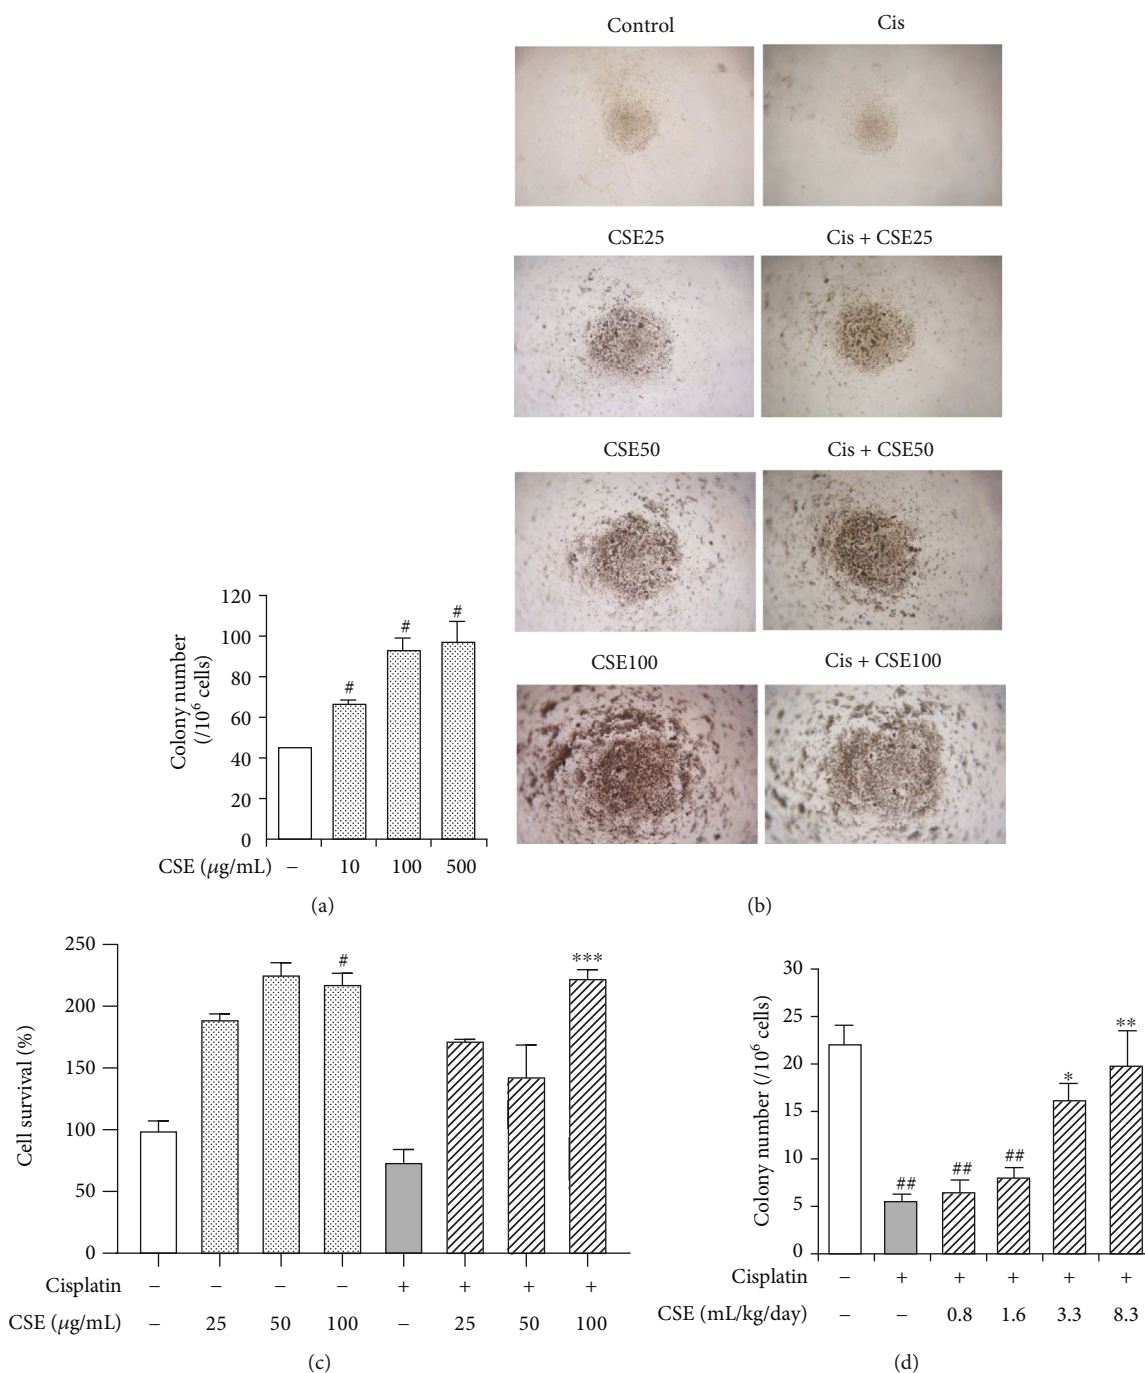 Control
Cis
CSE25
Cis + CSE25
CSE50
Cis + CSE50
CSE100
Cis + CSE100
(b)
Colony number
(/10⁶ cells)
120
100
80
60
40
20
0
#
#
#
CSE (μg/mL) – 10 100 500
(a)
Cell survival (%)
250
200
150
100
50
0
#
***
Cisplatin – – – – + + + +
CSE (μg/mL) – 25 50 100 – 25 50 100
(c)
Colony number (/10⁶ cells)
30
25
20
15
10
5
0
##
##
##
*
**
Cisplatin – + + + + +
CSE (mL/kg/day) – – 0.8 1.6 3.3 8.3
(d)